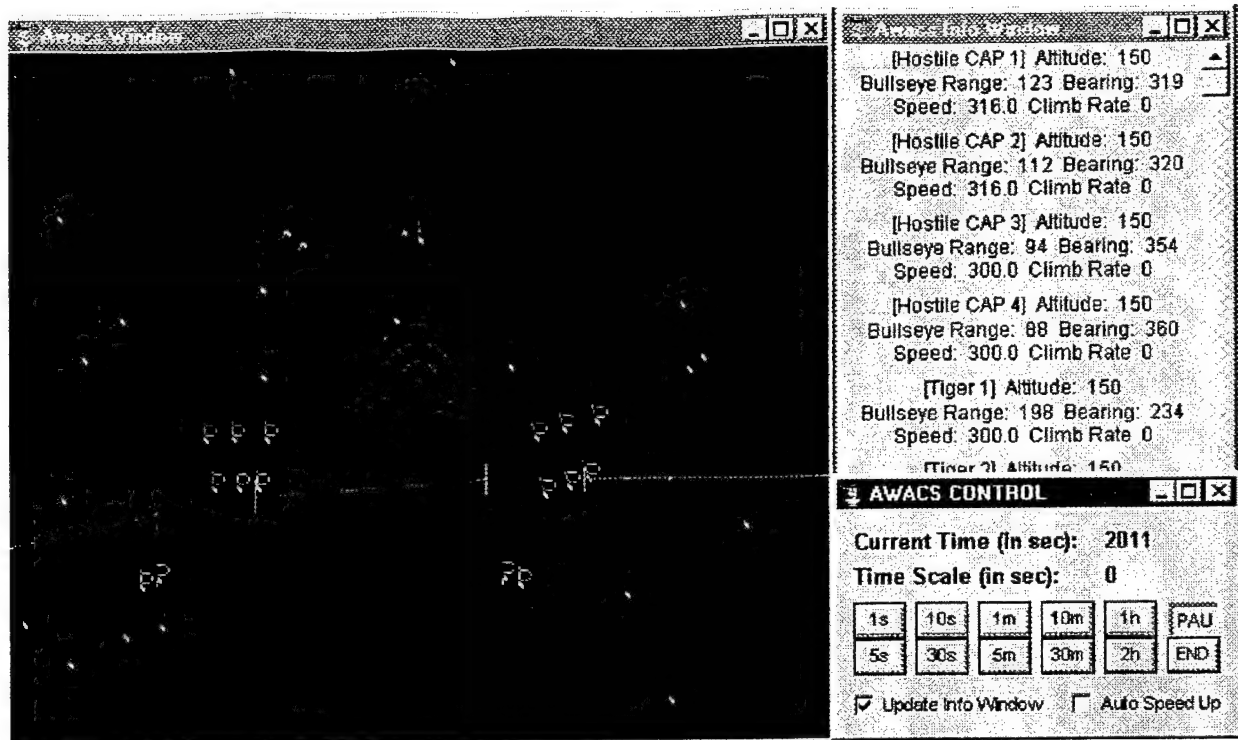 Awacs Window
Awacs Info Window
[Hostile CAP 1] Altitude: 150
Bullseye Range: 123 Bearing: 319
Speed: 316.0 Climb Rate 0
[Hostile CAP 2] Altitude: 150
Bullseye Range: 112 Bearing: 320
Speed: 316.0 Climb Rate 0
[Hostile CAP 3] Altitude: 150
Bullseye Range: 94 Bearing: 354
Speed: 300.0 Climb Rate 0
[Hostile CAP 4] Altitude: 150
Bullseye Range: 88 Bearing: 360
Speed: 300.0 Climb Rate 0
[Tiger 1] Altitude: 150
Bullseye Range: 198 Bearing: 234
Speed: 300.0 Climb Rate 0
[Tiger 2] Altitude: 150
AWACS CONTROL
Current Time (in sec): 2011
Time Scale (in sec): 0
1s 10s 1m 10m 1h PAU
5s 30s 5m 30m 2h END
Update Info Window Auto Speed Up